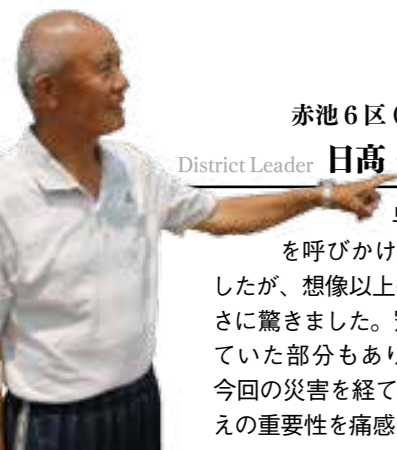 赤池６区（
District Leader 日髙
を呼びかけ
したが、想像以上
さに驚きました。
ていた部分もあり
今回の災害を経て
えの重要性を痛感